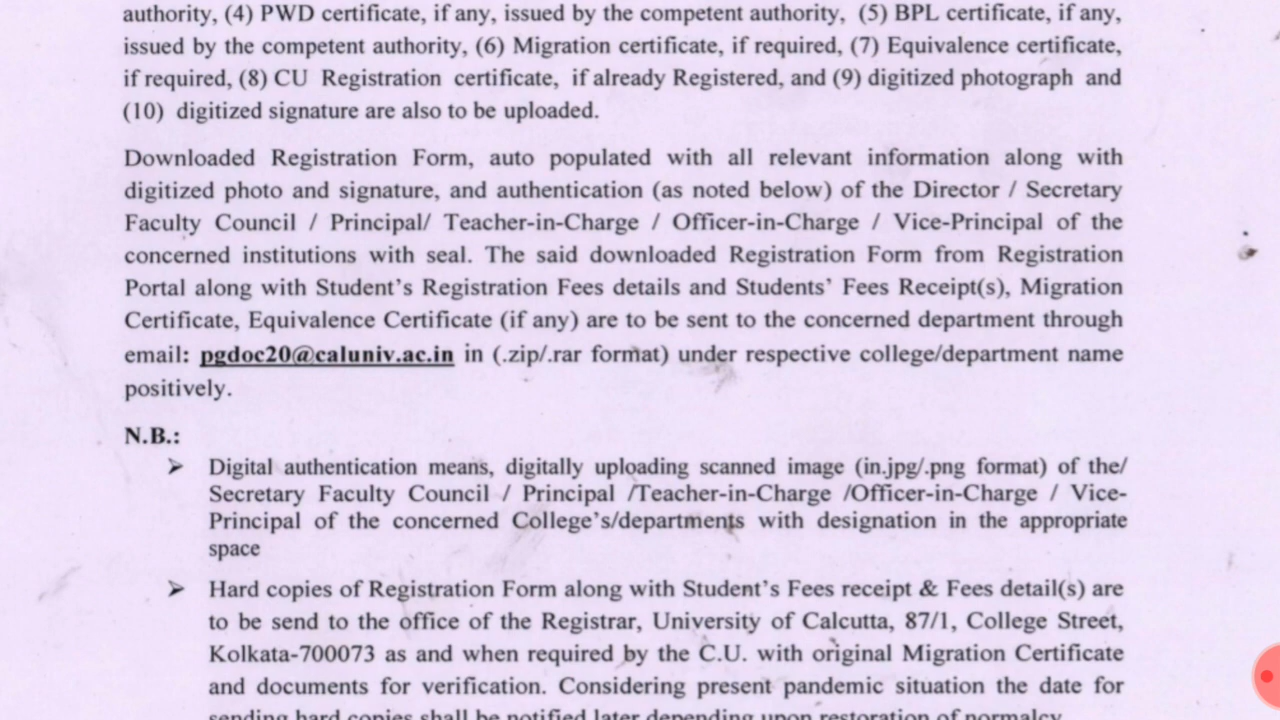 authority, (4) PWD certificate, if any, issued by the competent authority, (5) BPL certificate, if any,
issued by the competent authority, (6) Migration certificate, if required, (7) Equivalence certificate,
if required, (8) CU Registration certificate, if already Registered, and (9) digitized photograph and
(10) digitized signature are also to be uploaded.
Downloaded Registration Form, auto populated with all relevant information along with
digitized photo and signature, and authentication (as noted below) of the Director / Secretary
Faculty Council / Principal/ Teacher-in-Charge / Officer-in-Charge / Vice-Principal of the
concerned institutions with seal. The said downloaded Registration Form from Registration
Portal along with Student's Registration Fees details and Students' Fees Receipt(s), Migration
Certificate, Equivalence Certificate (if any) are to be sent to the concerned department through
email: pgdoc20@caluniv.ac.in in (.zip/.rar format) under respective college/department name
positively.
N.B.:
➤ Digital authentication means, digitally uploading scanned image (in.jpg/.png format) of the/
Secretary Faculty Council / Principal /Teacher-in-Charge /Officer-in-Charge / Vice-
Principal of the concerned College's/departments with designation in the appropriate
space
➤ Hard copies of Registration Form along with Student's Fees receipt & Fees detail(s) are
to be send to the office of the Registrar, University of Calcutta, 87/1, College Street,
Kolkata-700073 as and when required by the C.U. with original Migration Certificate
and documents for verification. Considering present pandemic situation the date for
sending hard copies shall be notified later depending upon restoration of normalcy